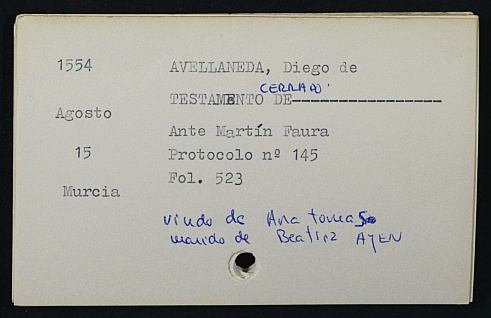 1554 AVELLANEDA, Diego de
CERRADO
TESTAMENTO DE-----------------
Agosto
Ante Martín Faura
15 Protocolo nº 145
Fol. 523
Murcia
viudo de Ana tomas
marido de Beatriz AYEN